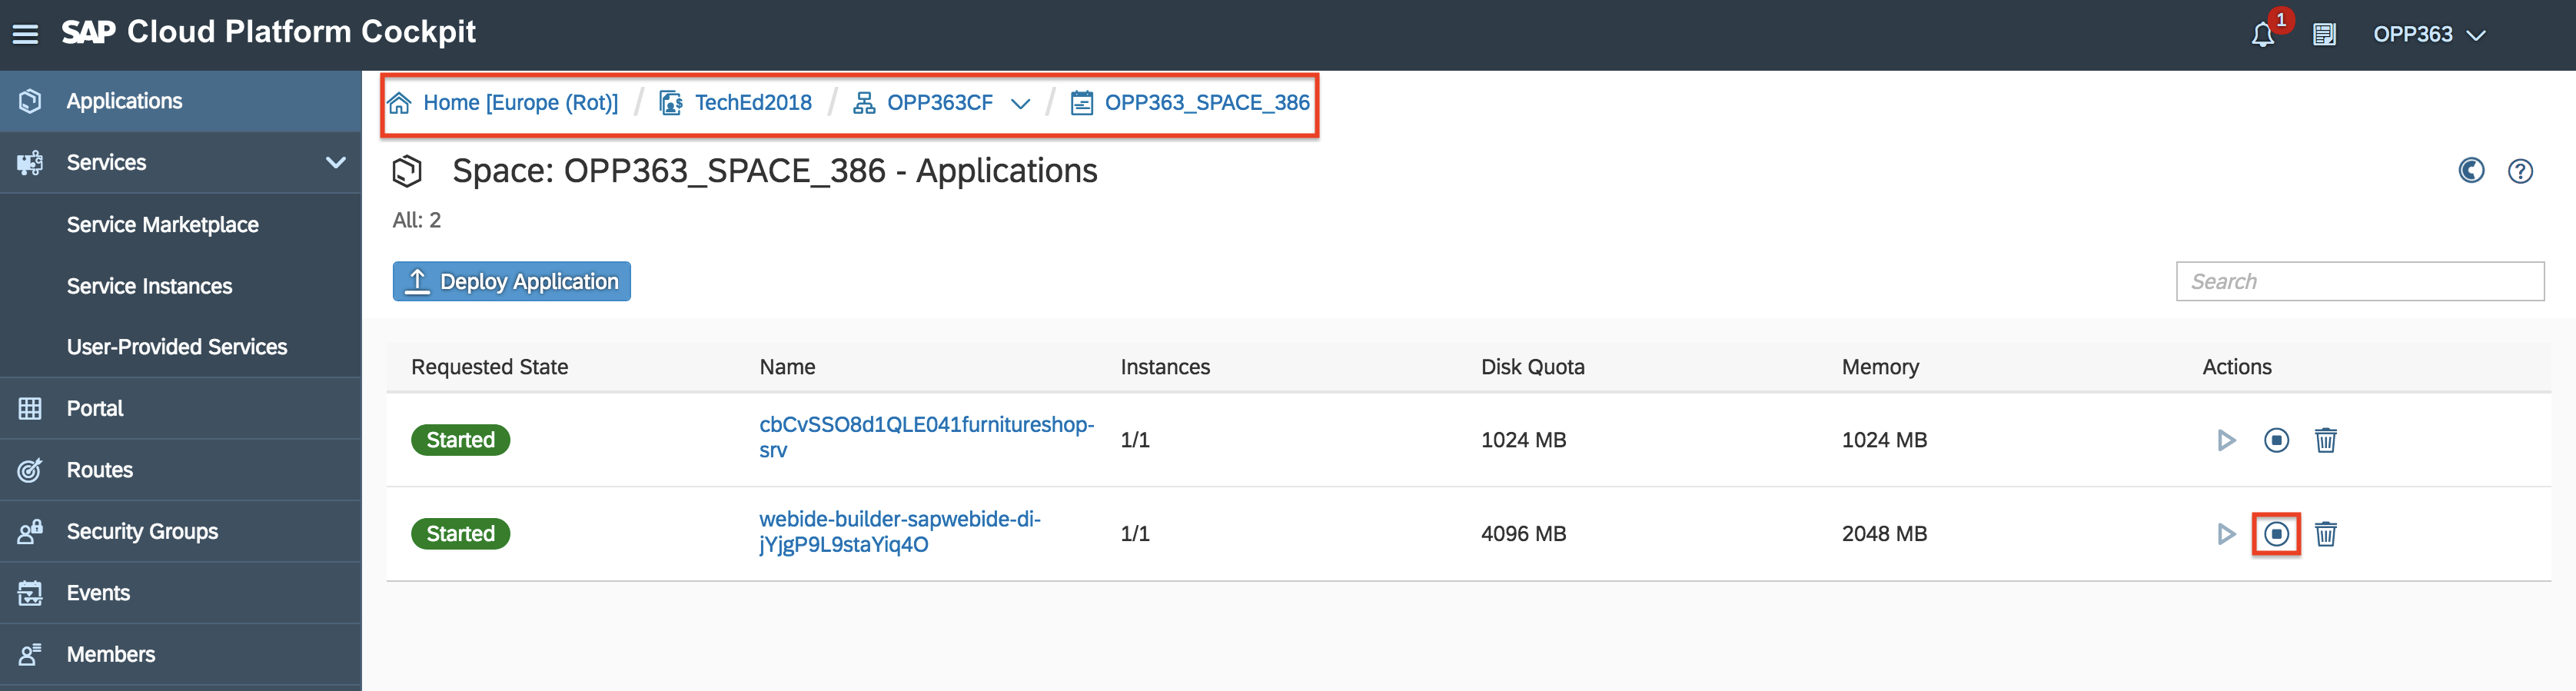 SAP Cloud Platform Cockpit
1
OPP363
Applications
Services
Service Marketplace
Service Instances
User-Provided Services
Portal
Routes
Security Groups
Events
Members
Home [Europe (Rot)] / TechEd2018 / OPP363CF / OPP363_SPACE_386
Space: OPP363_SPACE_386 - Applications
All: 2
Deploy Application
Search
Requested State Name Instances Disk Quota Memory Actions
Started cbCvSSO8d1QLE041furnitureshop- 1/1 1024 MB 1024 MB
srv
Started webide-builder-sapwebide-di- 1/1 4096 MB 2048 MB
jYjgP9L9staYiq4O